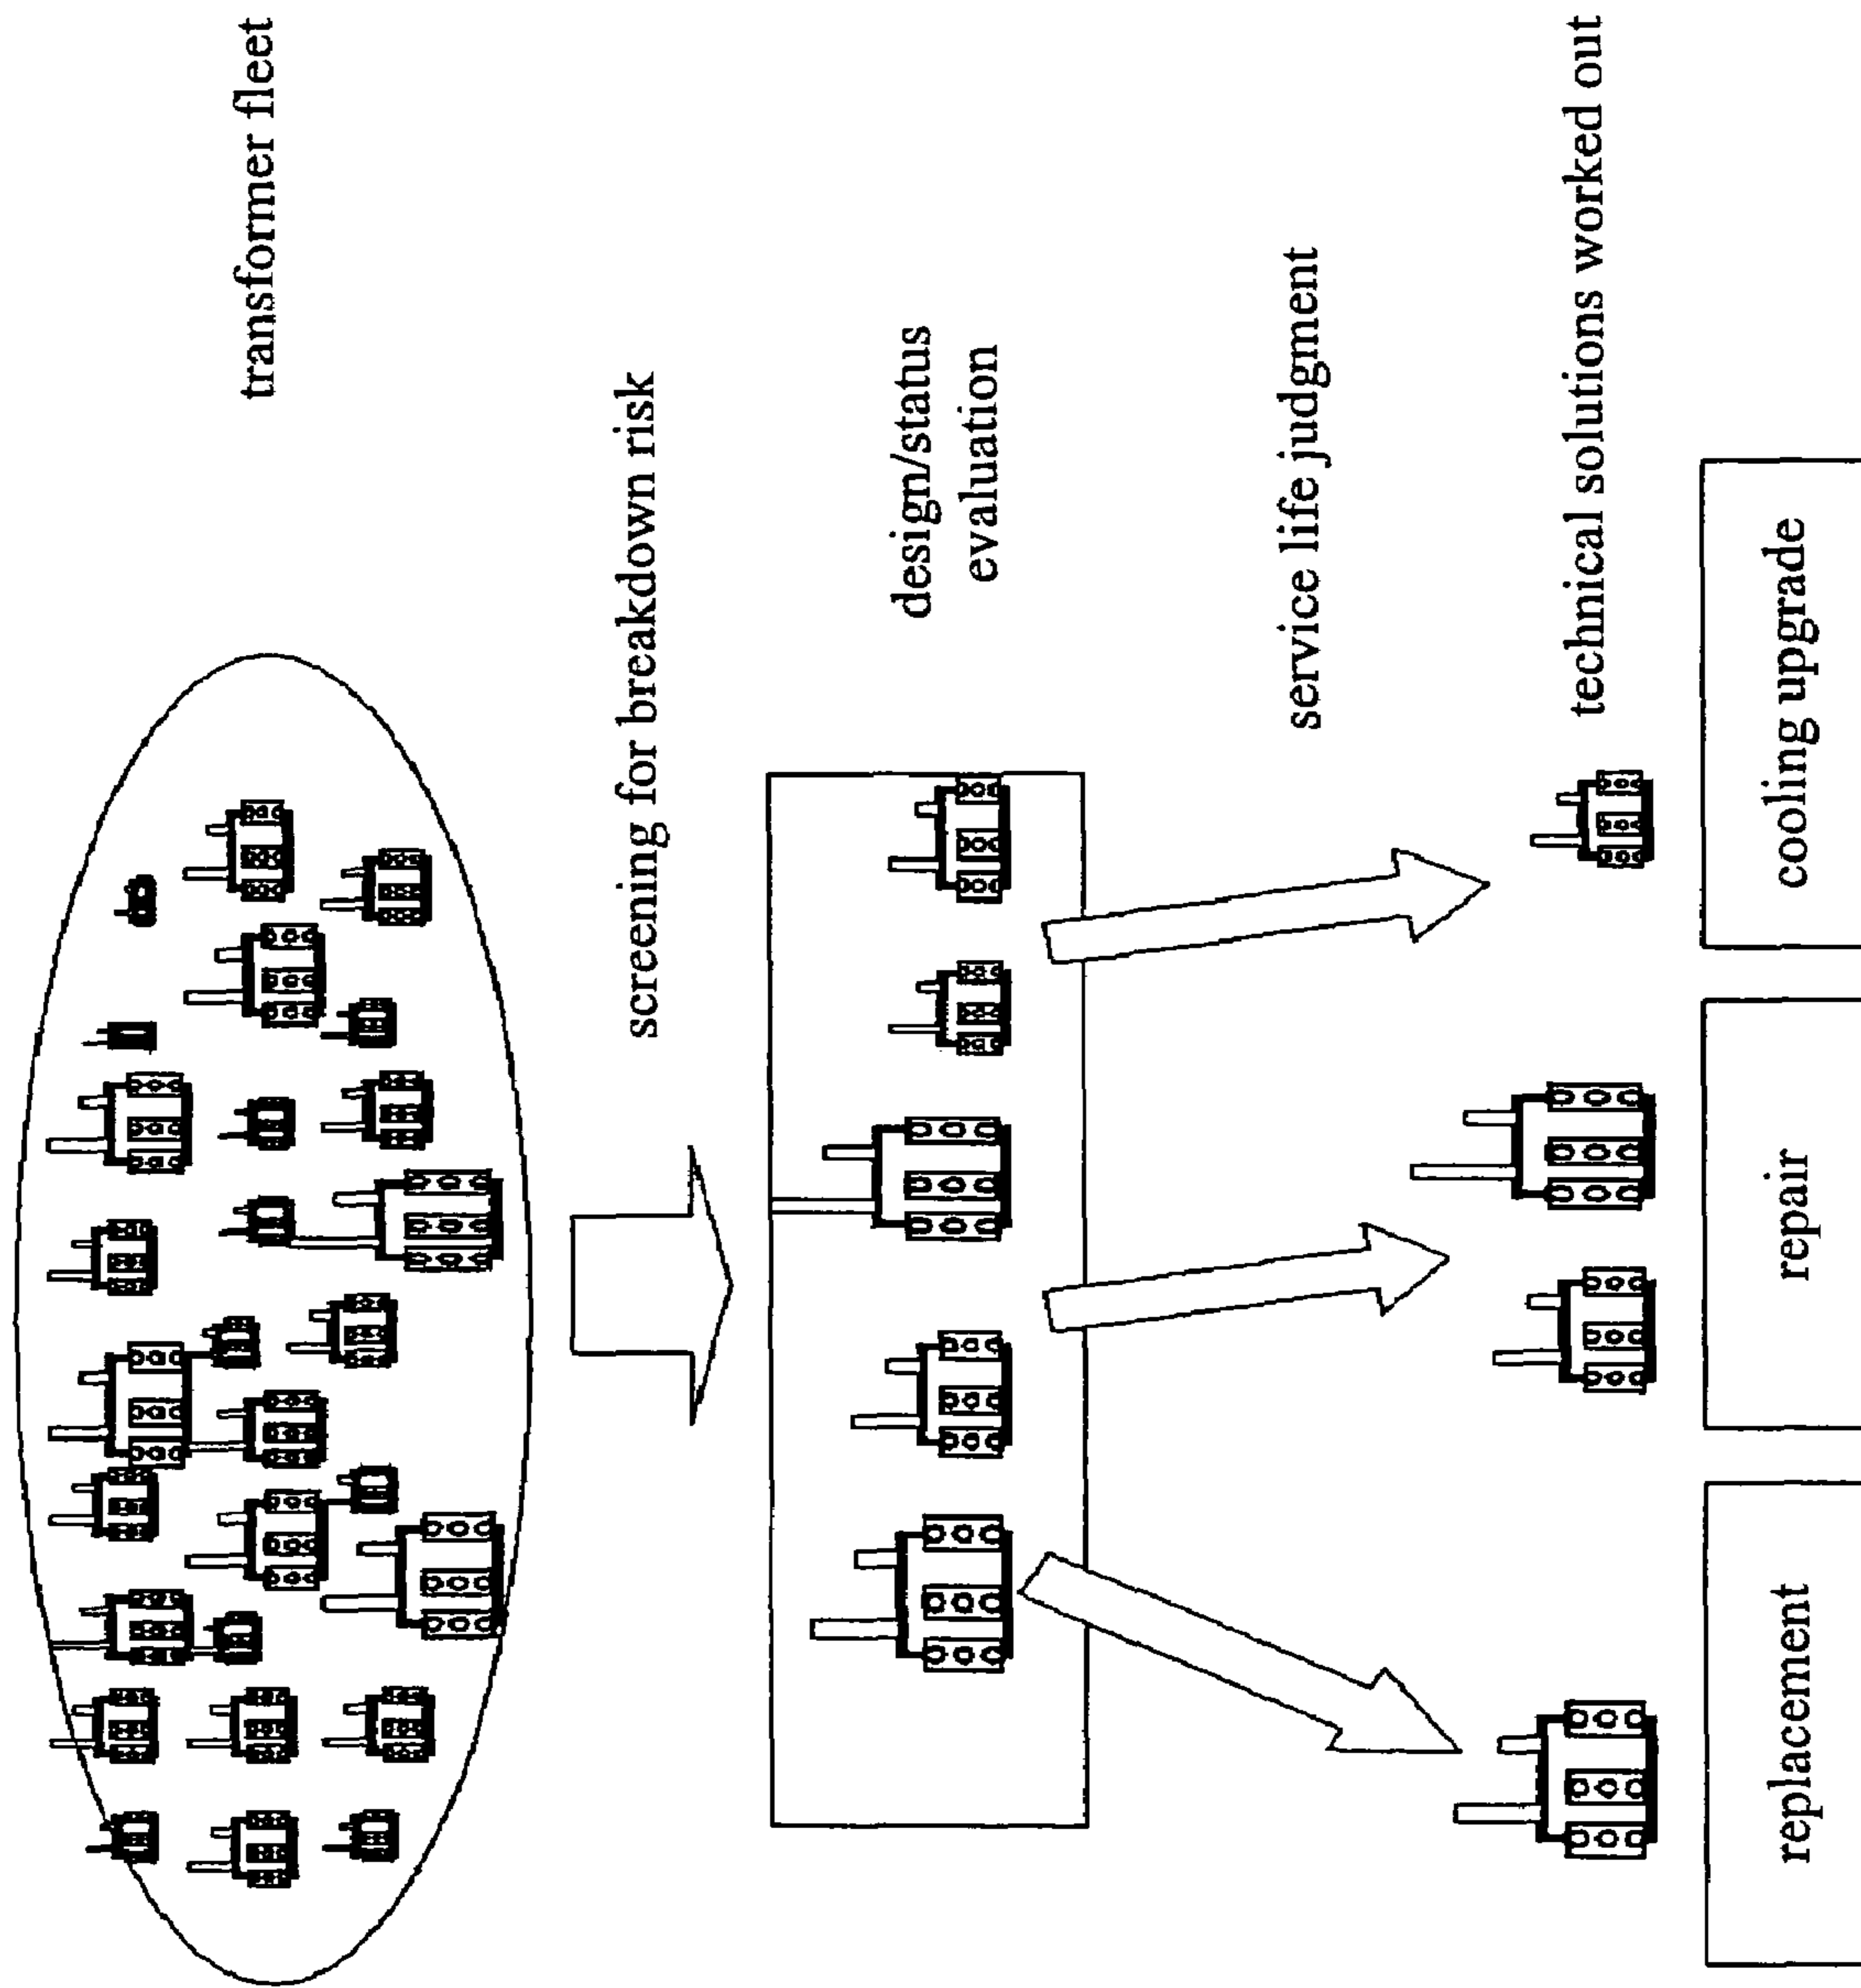 transformer fleet
screening for breakdown risk
design/status
evaluation
service life judgment
technical solutions worked out
replacement
repair
cooling upgrade